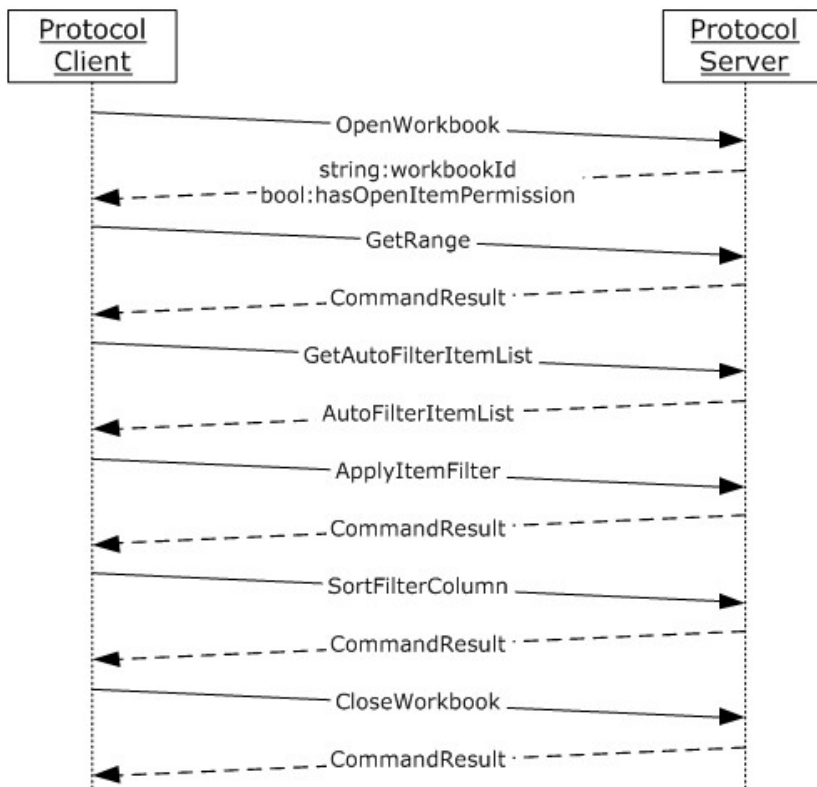 Protocol
Client
Protocol
Server
OpenWorkbook
string:workbookId
bool:hasOpenItemPermission
GetRange
CommandResult
GetAutoFilterItemList
AutoFilterItemList
ApplyItemFilter
CommandResult
SortFilterColumn
CommandResult
CloseWorkbook
CommandResult